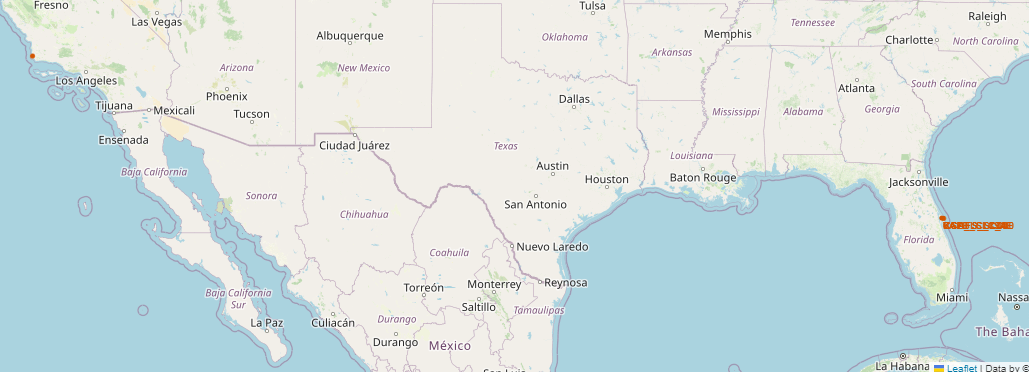 Fresno
Las Vegas
Tulsa
Tennessee
Raleigh
Albuquerque
Oklahoma
Memphis
Charlotte
North Carolina
Arkansas
Arizona
New Mexico
Los Angeles
Atlanta
South Carolina
Phoenix
Dallas
Tijuana
Mexicali
Tucson
Mississippi
Alabama
Georgia
Ensenada
Ciudad Juárez
Texas
Louisiana
Baja California
Austin
Houston
Baton Rouge
Jacksonville
Sonora
San Antonio
Chihuahua
Florida
Coahuila
Nuevo Laredo
Baja California
Sur
Torreón
Monterrey
Reynosa
Miami
Saltillo
Tamaulipas
Nassa
La Paz
Culiacán
Durango
Durango
México
The Baha
La Habana
Leaflet | Data by ©